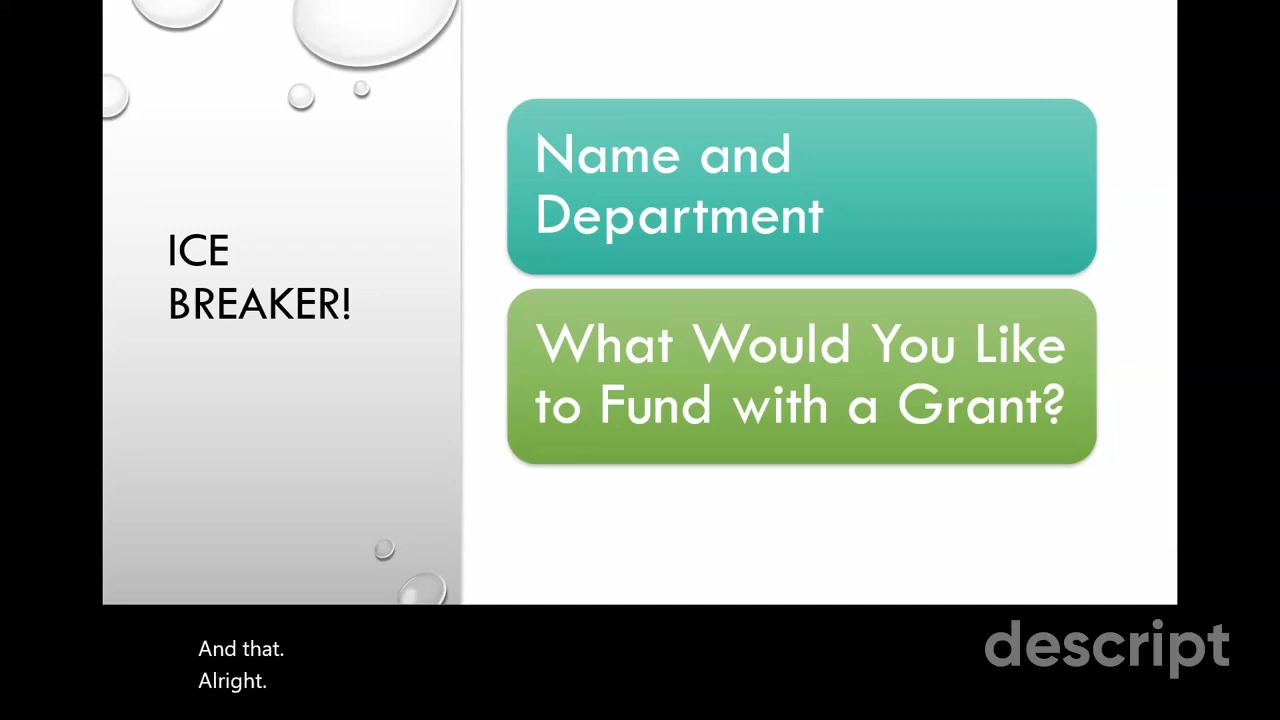 ICE
BREAKER!
Name and
Department
What Would You Like
to Fund with a Grant?
And that.
Alright.
descript